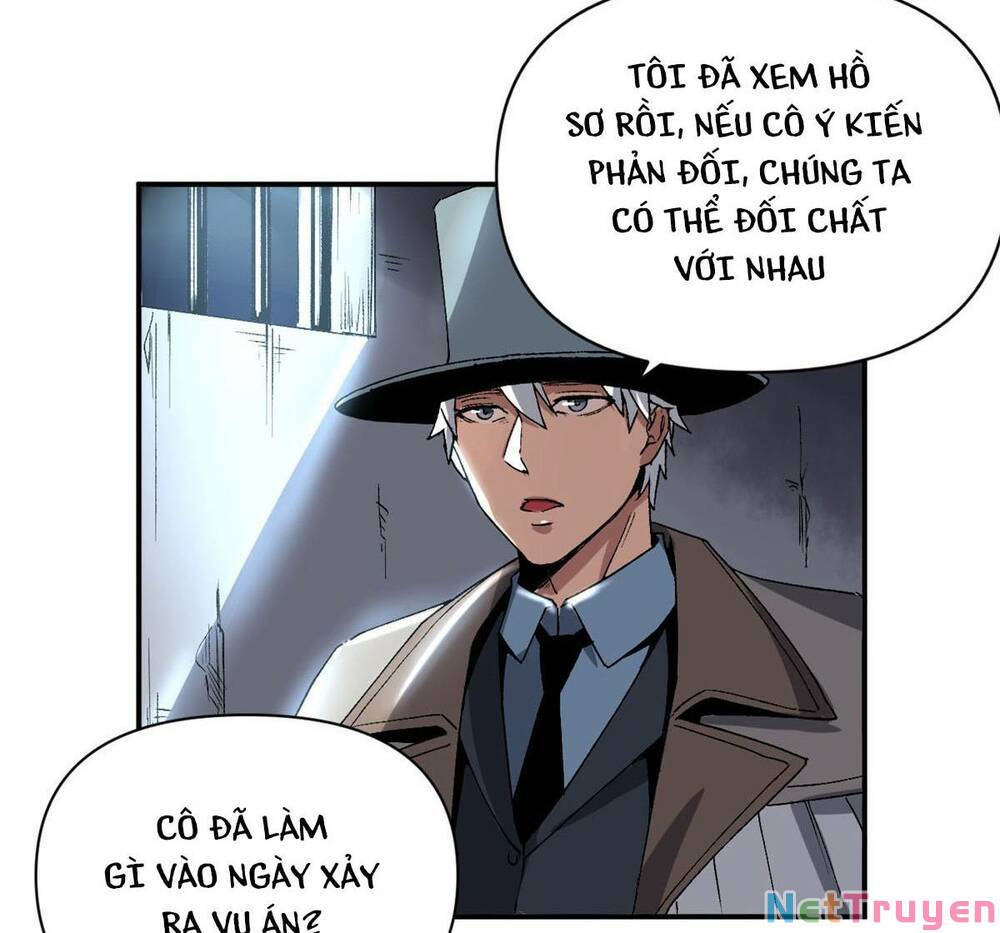 TÔI ĐÃ XEM HỒ
SƠ RỒI, NẾU CÔ Ý KIẾN
PHẢN ĐỐI, CHÚNG TA
CÓ THỂ ĐỐI CHẤT
VỚI NHAU
CÔ ĐÃ LÀM
GÌ VÀO NGÀY XẢY
RA VỤ ÁN?
NetTruyen